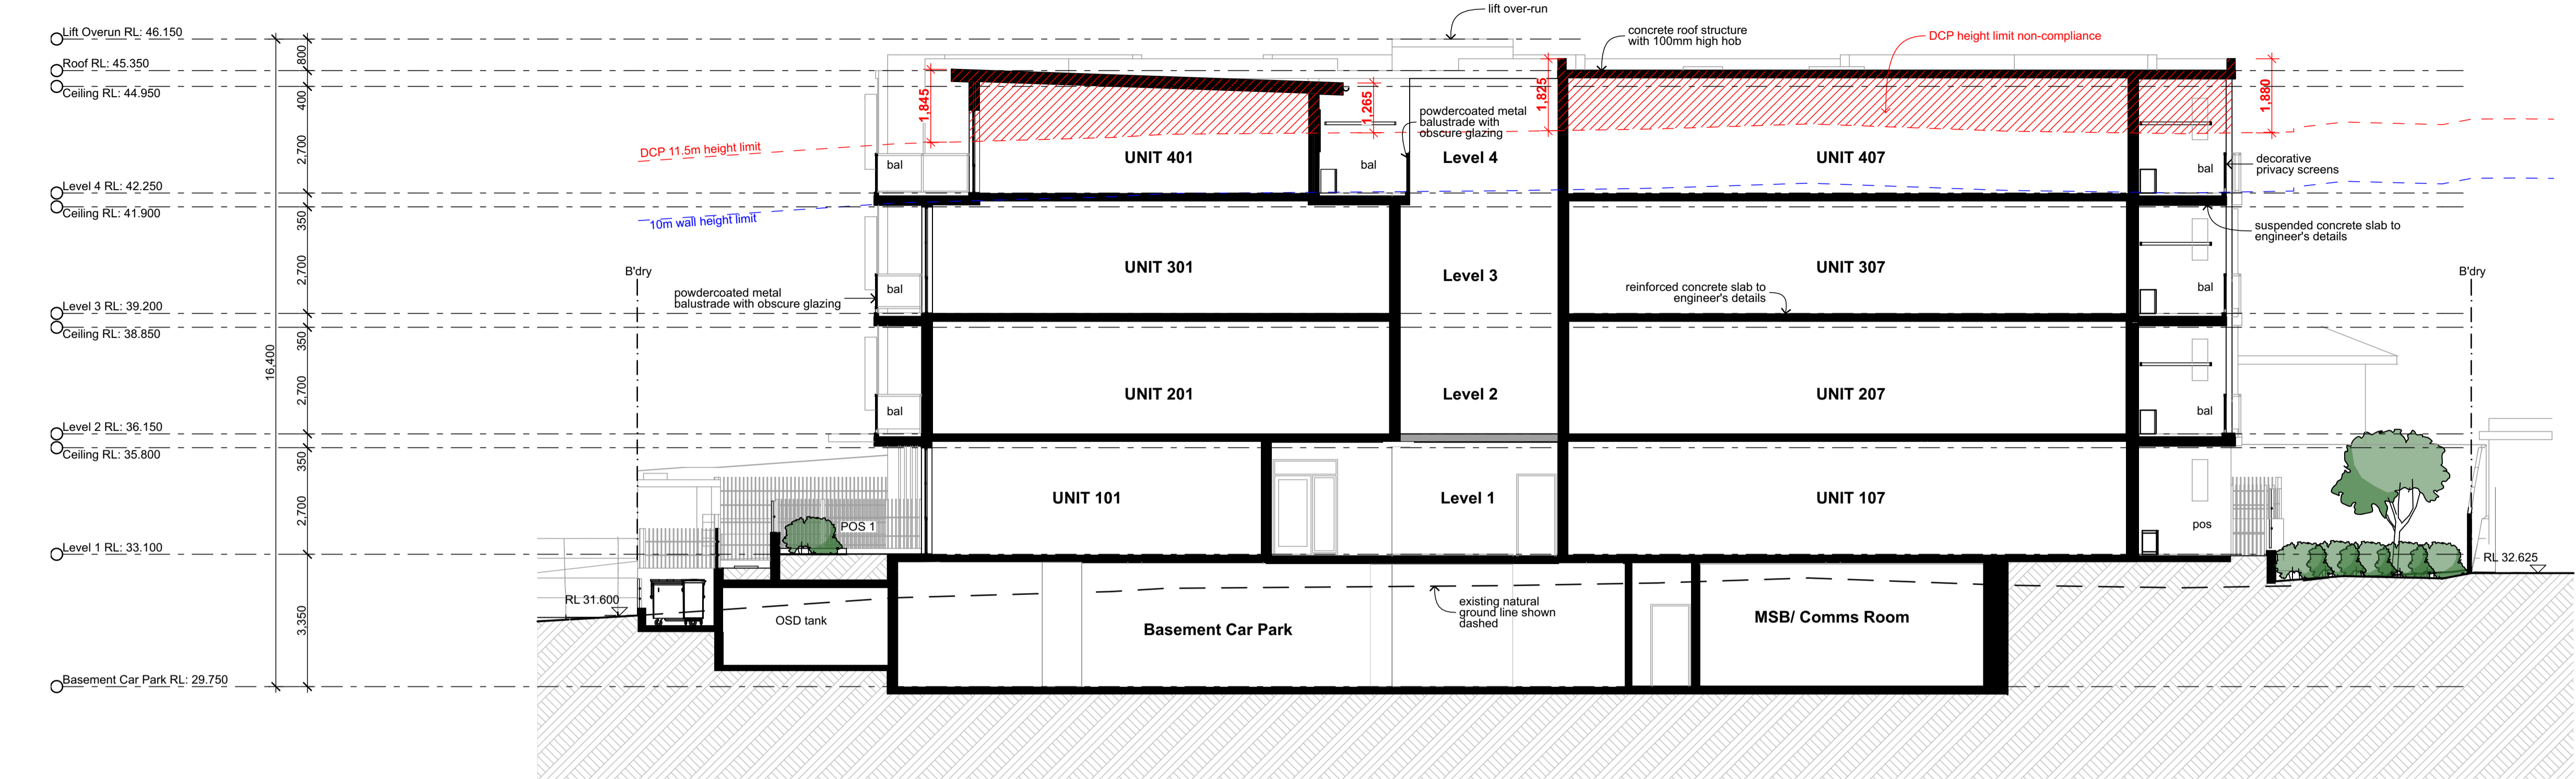 lift over-run
Lift Overun RL: 46.150
Roof RL: 45.350
Ceiling RL: 44.950
Level 4 RL: 42.250
Ceiling RL: 41.900
Level 3 RL: 39.200
Ceiling RL: 38.850
Level 2 RL: 36.150
Ceiling RL: 35.800
Level 1 RL: 33.100
Basement Car Park RL: 29.750
16,400
800
400
2,700
350
2,700
350
2,700
350
2,700
3,350
concrete roof structure
with 100mm high hob
DCP height limit non-compliance
1,845
1,265
1,825
1,880
powdercoated metal
balustrade with
obscure glazing
DCP 11.5m height limit
10m wall height limit
bal
UNIT 401
bal
Level 4
UNIT 407
bal
decorative
privacy screens
suspended concrete slab to
engineer's details
B'dry
powdercoated metal
balustrade with obscure glazing
bal
UNIT 301
Level 3
UNIT 307
reinforced concrete slab to
engineer's details
bal
B'dry
bal
UNIT 201
Level 2
UNIT 207
bal
POS 1
UNIT 101
Level 1
UNIT 107
pos
RL 32.625
RL 31.600
OSD tank
Basement Car Park
existing natural
ground line shown
dashed
MSB/ Comms Room